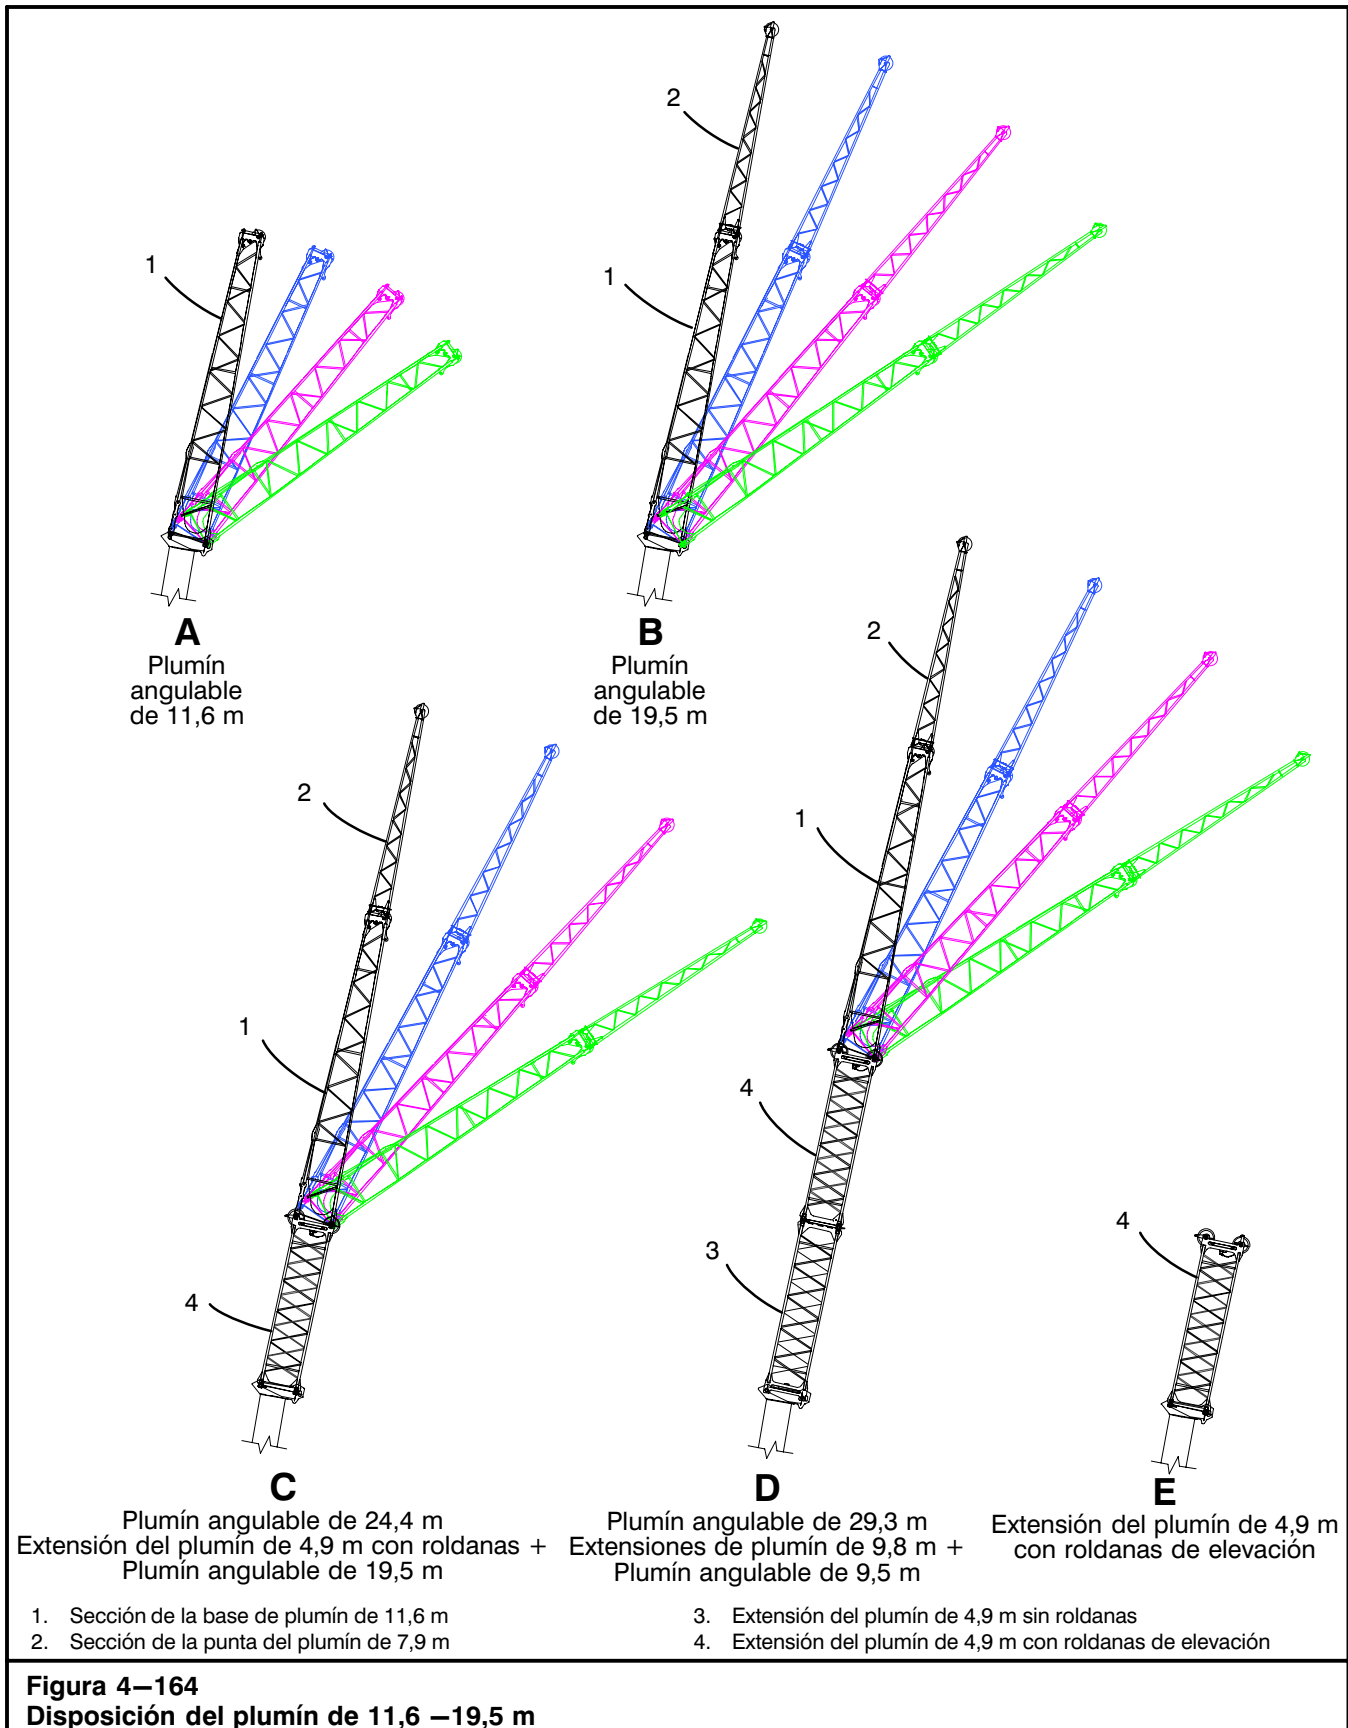 2
1
1
A
Plumín
angulable
de 11,6 m
B
Plumín
angulable
de 19,5 m
2
1
2
1
4
4
3
4
C
Plumín angulable de 24,4 m
Extensión del plumín de 4,9 m con roldanas +
Plumín angulable de 19,5 m
D
Plumín angulable de 29,3 m
Extensiones de plumín de 9,8 m +
Plumín angulable de 9,5 m
E
Extensión del plumín de 4,9 m
con roldanas de elevación
1. Sección de la base de plumín de 11,6 m
2. Sección de la punta del plumín de 7,9 m
3. Extensión del plumín de 4,9 m sin roldanas
4. Extensión del plumín de 4,9 m con roldanas de elevación
Figura 4–164
Disposición del plumín de 11,6 –19,5 m